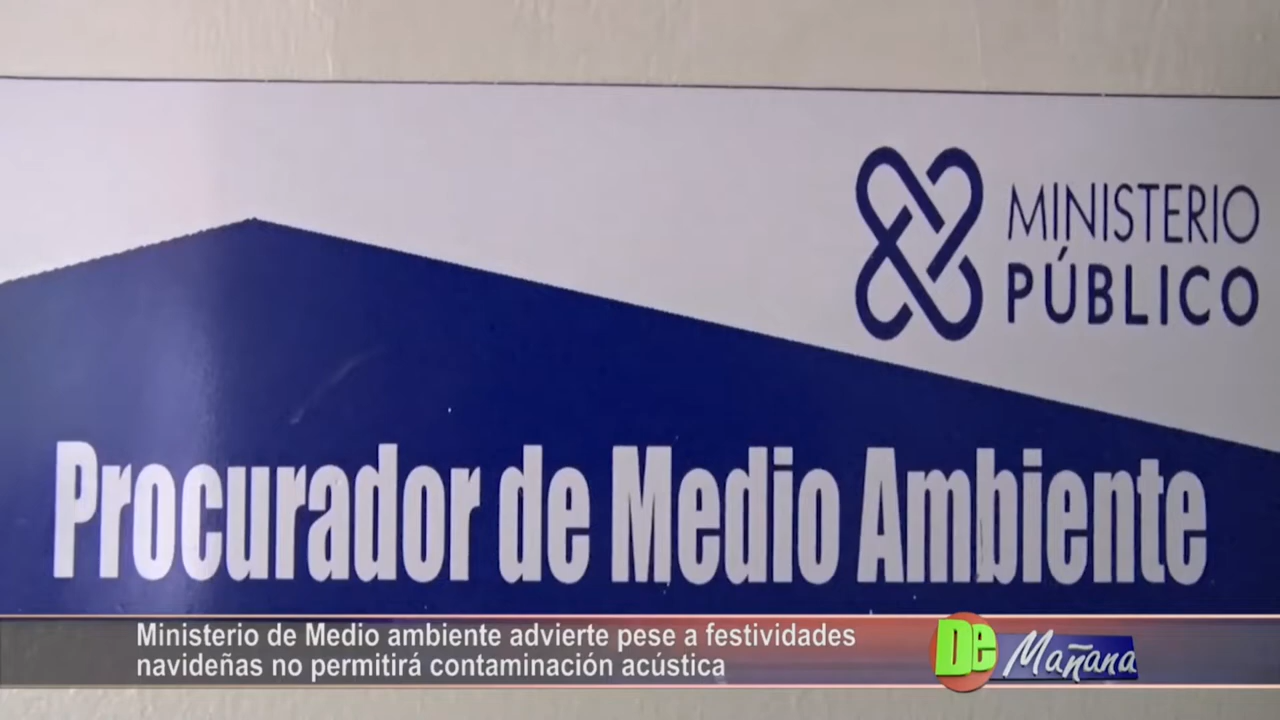 MINISTERIO
PÚBLICO
Procurador de Medio Ambiente
Ministerio de Medio ambiente advierte pese a festividades
navideñas no permitirá contaminación acústica
De Mañana